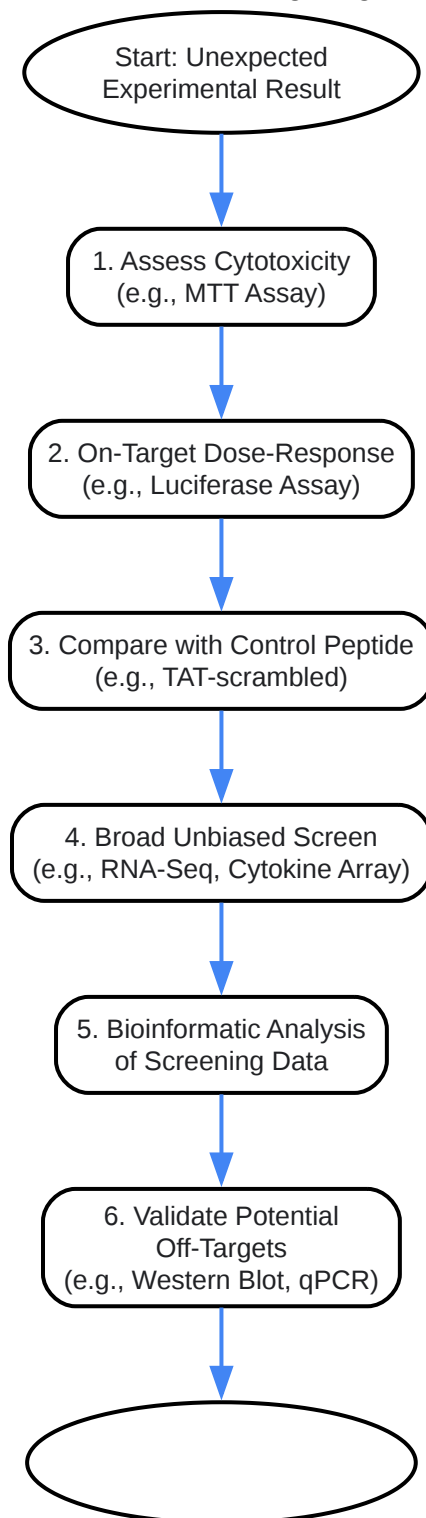 Start: Unexpected
Experimental Result
1. Assess Cytotoxicity
(e.g., MTT Assay)
2. On-Target Dose-Response
(e.g., Luciferase Assay)
3. Compare with Control Peptide
(e.g., TAT-scrambled)
4. Broad Unbiased Screen
(e.g., RNA-Seq, Cytokine Array)
5. Bioinformatic Analysis
of Screening Data
6. Validate Potential
Off-Targets
(e.g., Western Blot, qPCR)